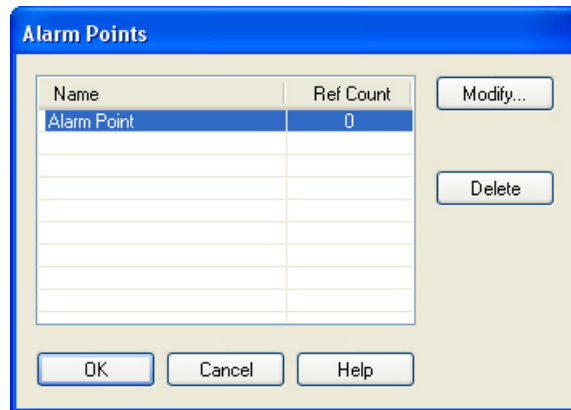 Alarm Points
Name Ref Count Modify...
Alarm Point 0
Delete
OK Cancel Help